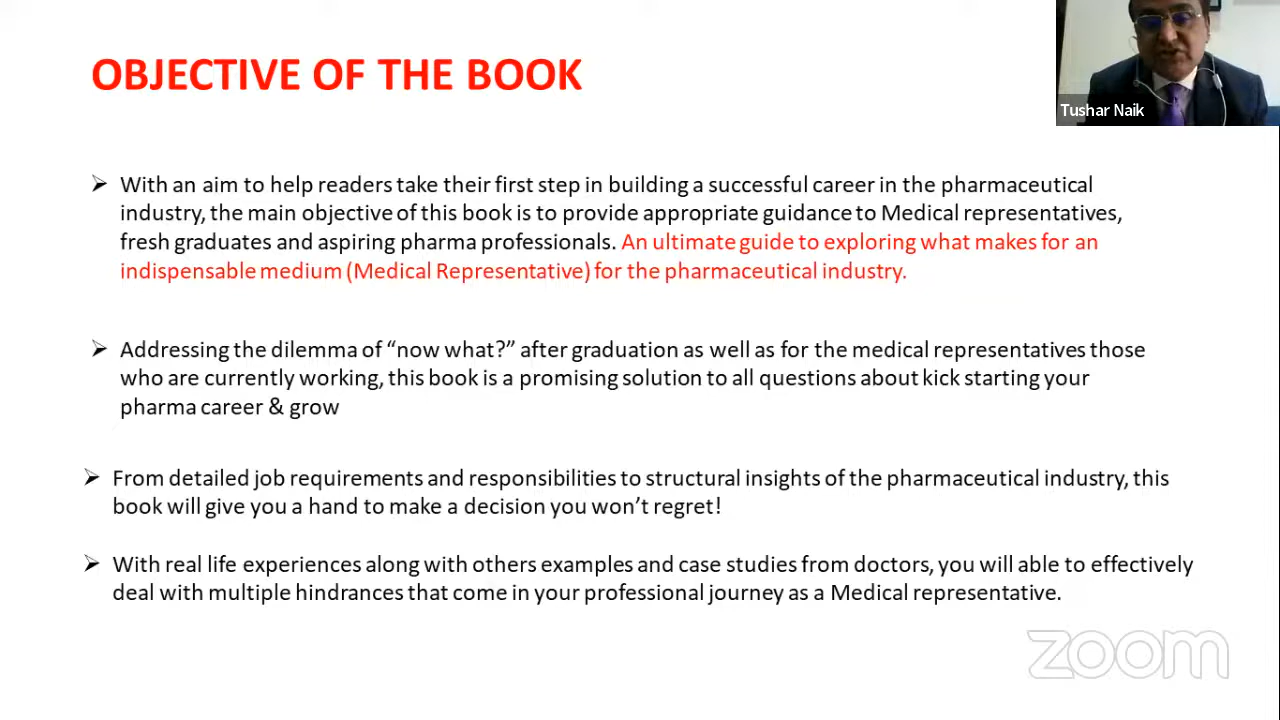 OBJECTIVE OF THE BOOK
Tushar Naik
➤ With an aim to help readers take their first step in building a successful career in the pharmaceutical
industry, the main objective of this book is to provide appropriate guidance to Medical representatives,
fresh graduates and aspiring pharma professionals. An ultimate guide to exploring what makes for an
indispensable medium (Medical Representative) for the pharmaceutical industry.
➤ Addressing the dilemma of “now what?” after graduation as well as for the medical representatives those
who are currently working, this book is a promising solution to all questions about kick starting your
pharma career & grow
➤ From detailed job requirements and responsibilities to structural insights of the pharmaceutical industry, this
book will give you a hand to make a decision you won’t regret!
➤ With real life experiences along with others examples and case studies from doctors, you will able to effectively
deal with multiple hindrances that come in your professional journey as a Medical representative.
zoom